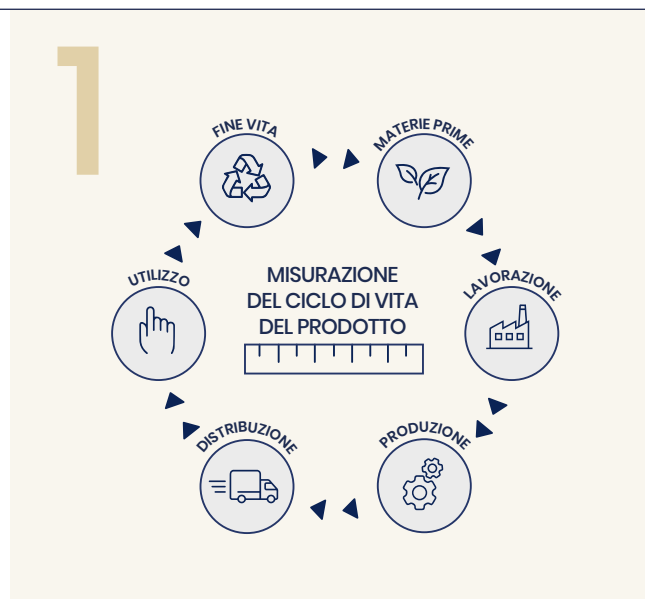 1
FINE VITA
MATERIE PRIME
UTILIZZO
MISURAZIONE
DEL CICLO DI VITA
DEL PRODOTTO
LAVORAZIONE
DISTRIBUZIONE
PRODUZIONE